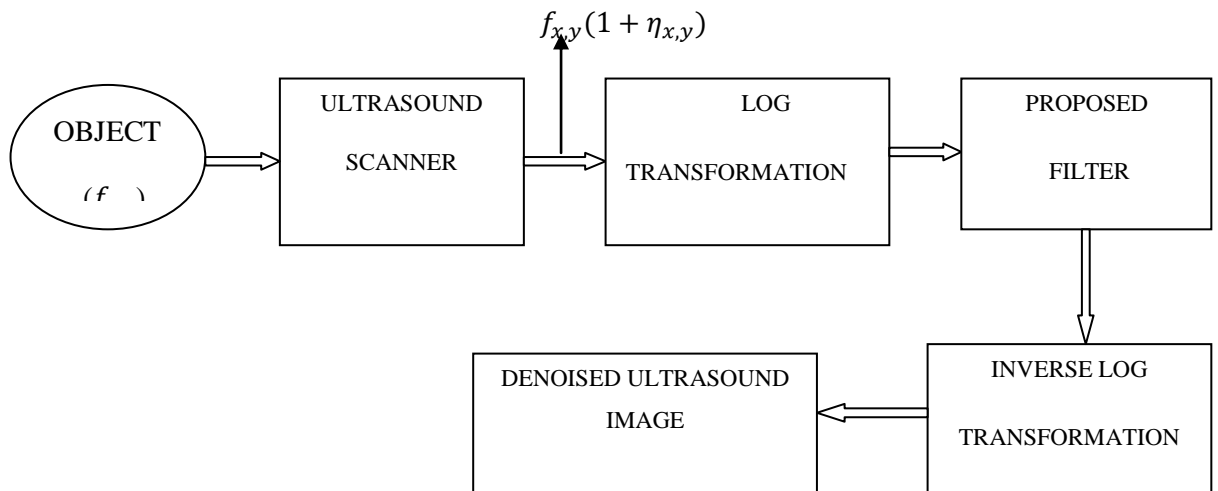 f_{x,y}(1 + η_{x,y})
OBJECT
(f
)
ULTRASOUND
SCANNER
LOG
TRANSFORMATION
PROPOSED
FILTER
DENOISED ULTRASOUND
IMAGE
INVERSE LOG
TRANSFORMATION